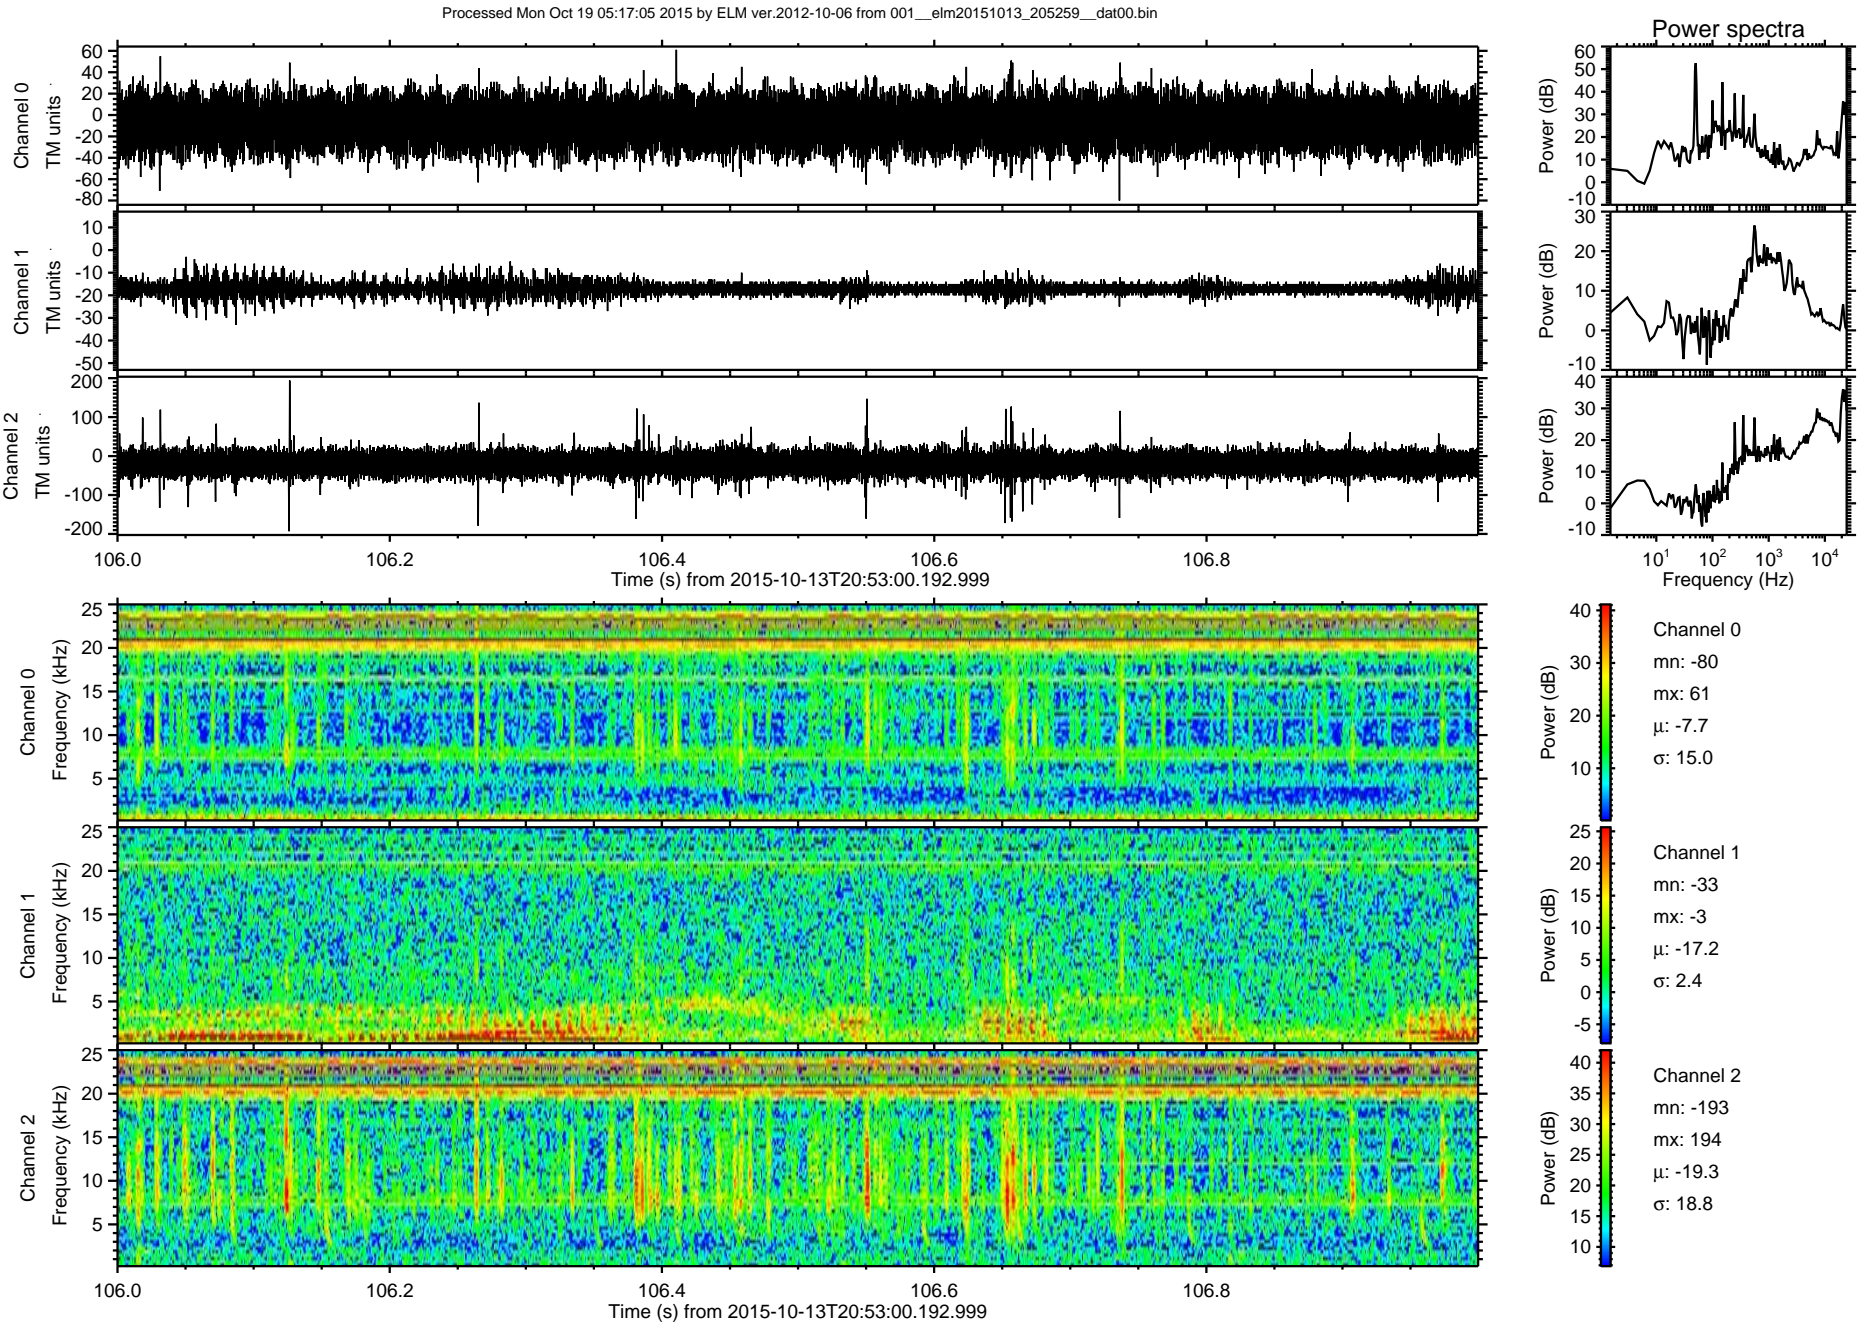 Processed Mon Oct 19 05:17:05 2015 by ELM ver.2012-10-06 from 001__elm20151013_205259__dat00.bin
Power spectra
Channel 0
TM units
60
40
20
0
-20
-40
-60
-80
Power (dB)
60
50
40
30
20
10
0
-10
Channel 1
TM units
10
0
-10
-20
-30
-40
-50
Power (dB)
30
20
10
0
-10
Channel 2
TM units
200
100
0
-100
-200
Power (dB)
40
30
20
10
0
-10
106.0 106.2 106.4 106.6 106.8
Time (s) from 2015-10-13T20:53:00.192.999
10¹ 10² 10³ 10⁴
Frequency (Hz)
Channel 0
Frequency (kHz)
25
20
15
10
5
Power (dB)
40
30
20
10
Channel 0
mn: -80
mx: 61
μ: -7.7
σ: 15.0
Channel 1
Frequency (kHz)
25
20
15
10
5
Power (dB)
25
20
15
10
5
0
-5
Channel 1
mn: -33
mx: -3
μ: -17.2
σ: 2.4
Channel 2
Frequency (kHz)
25
20
15
10
5
Power (dB)
40
35
30
25
20
15
10
Channel 2
mn: -193
mx: 194
μ: -19.3
σ: 18.8
106.0 106.2 106.4 106.6 106.8
Time (s) from 2015-10-13T20:53:00.192.999